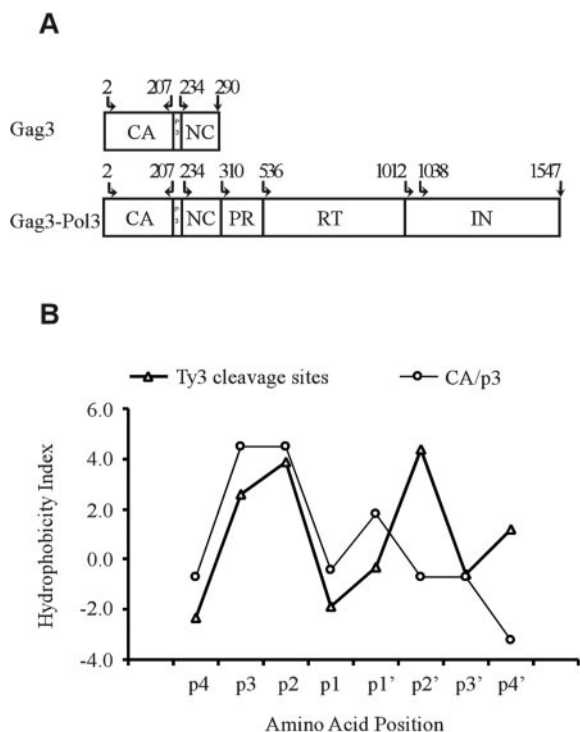 A
2 207 234 290
Gag3 CA p3 NC
2 207 234 310 536 1012 1038 1547
Gag3-Pol3 CA p3 NC PR RT IN
B
Ty3 cleavage sites CA/p3
6.0
4.0
2.0
0.0
-2.0
-4.0
Hydrophobicity Index
p4 p3 p2 p1 p1' p2' p3' p4'
Amino Acid Position